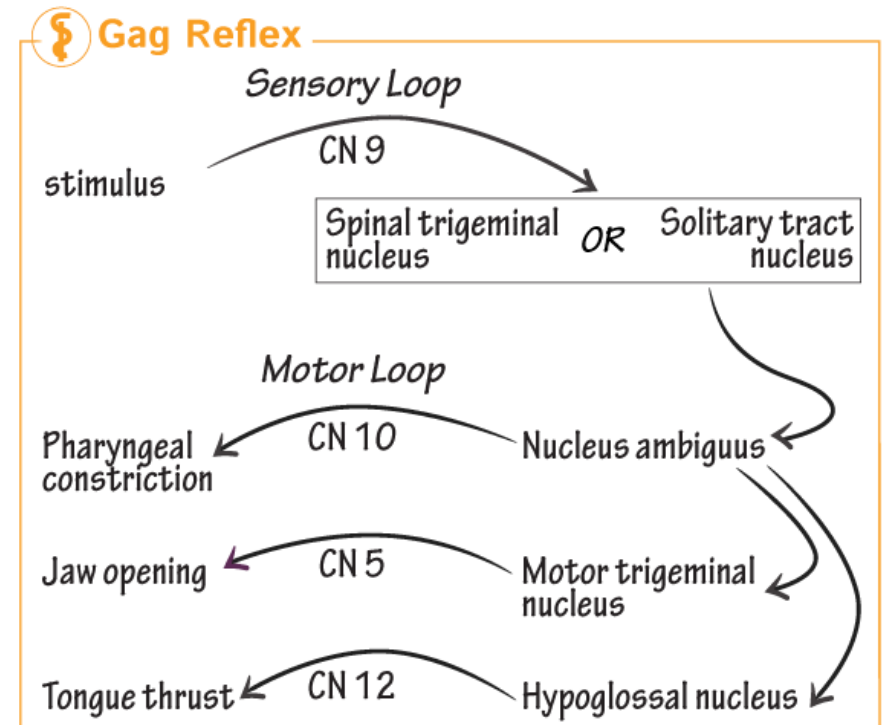 Gag Reflex
Sensory Loop
CN 9
stimulus
Spinal trigeminal
nucleus
OR
Solitary tract
nucleus
Motor Loop
Pharyngeal
constriction
CN 10
Nucleus ambiguus
Jaw opening
CN 5
Motor trigeminal
nucleus
Tongue thrust
CN 12
Hypoglossal nucleus